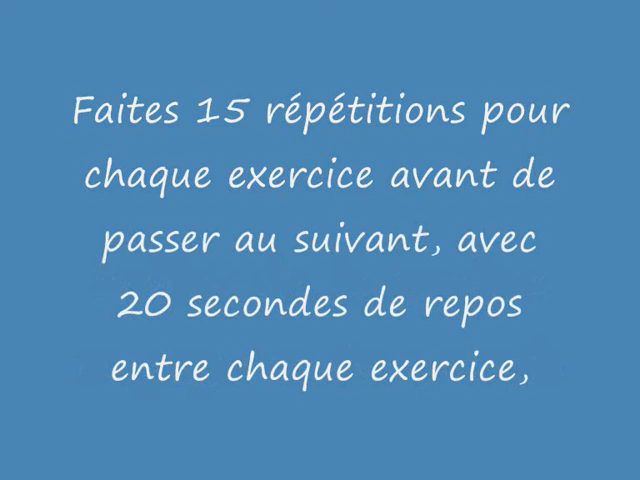 Faites 15 répétitions pour
chaque exercice avant de
passer au suivant, avec
20 secondes de repos
entre chaque exercice,